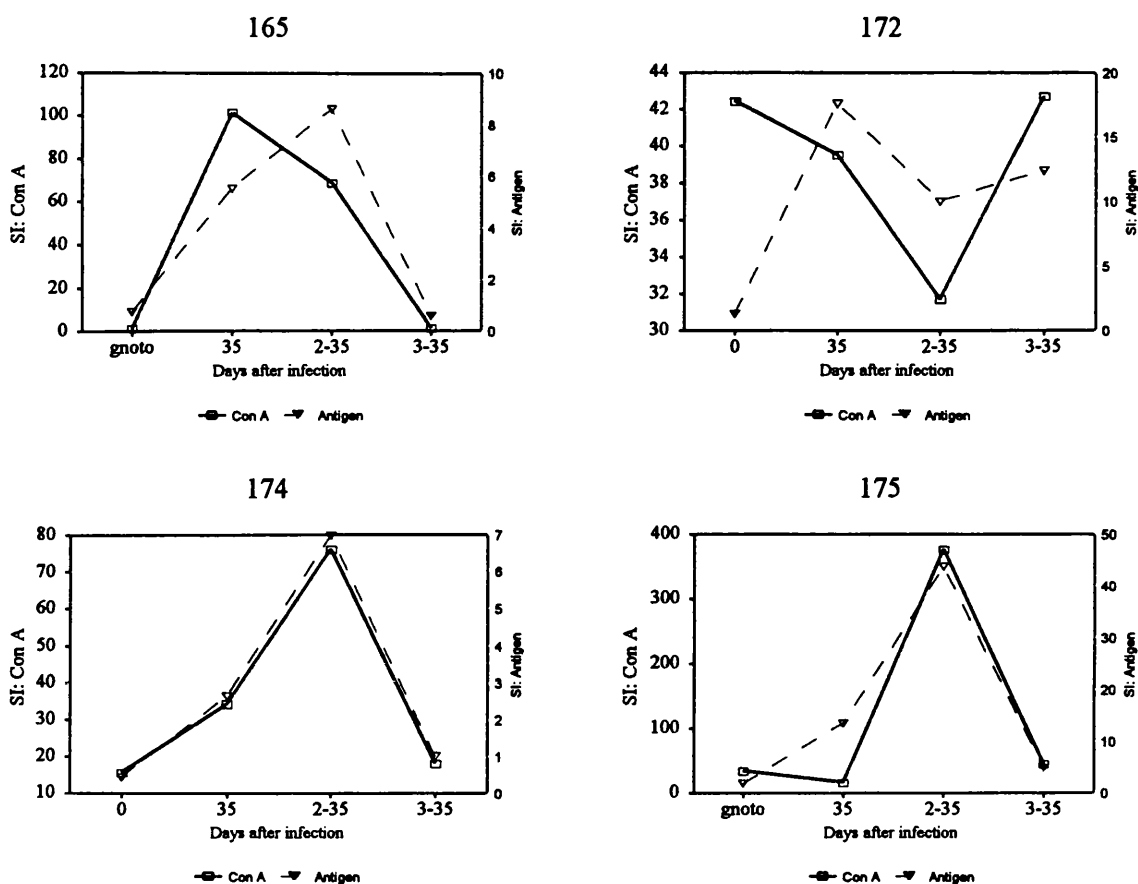 165
120
100
80
60
40
20
0
SI: Con A
10
8
6
4
2
0
SI: Antigen
gnoto 35 2-35 3-35
Days after infection
Con A Antigen
172
44
42
40
38
36
34
32
30
SI: Con A
20
15
10
5
0
SI: Antigen
0 35 2-35 3-35
Days after infection
Con A Antigen
174
80
70
60
50
40
30
20
10
SI: Con A
7
6
5
4
3
2
1
0
SI: Antigen
0 35 2-35 3-35
Days after infection
Con A Antigen
175
400
300
200
100
0
SI: Con A
50
40
30
20
10
0
SI: Antigen
gnoto 35 2-35 3-35
Days after infection
Con A Antigen